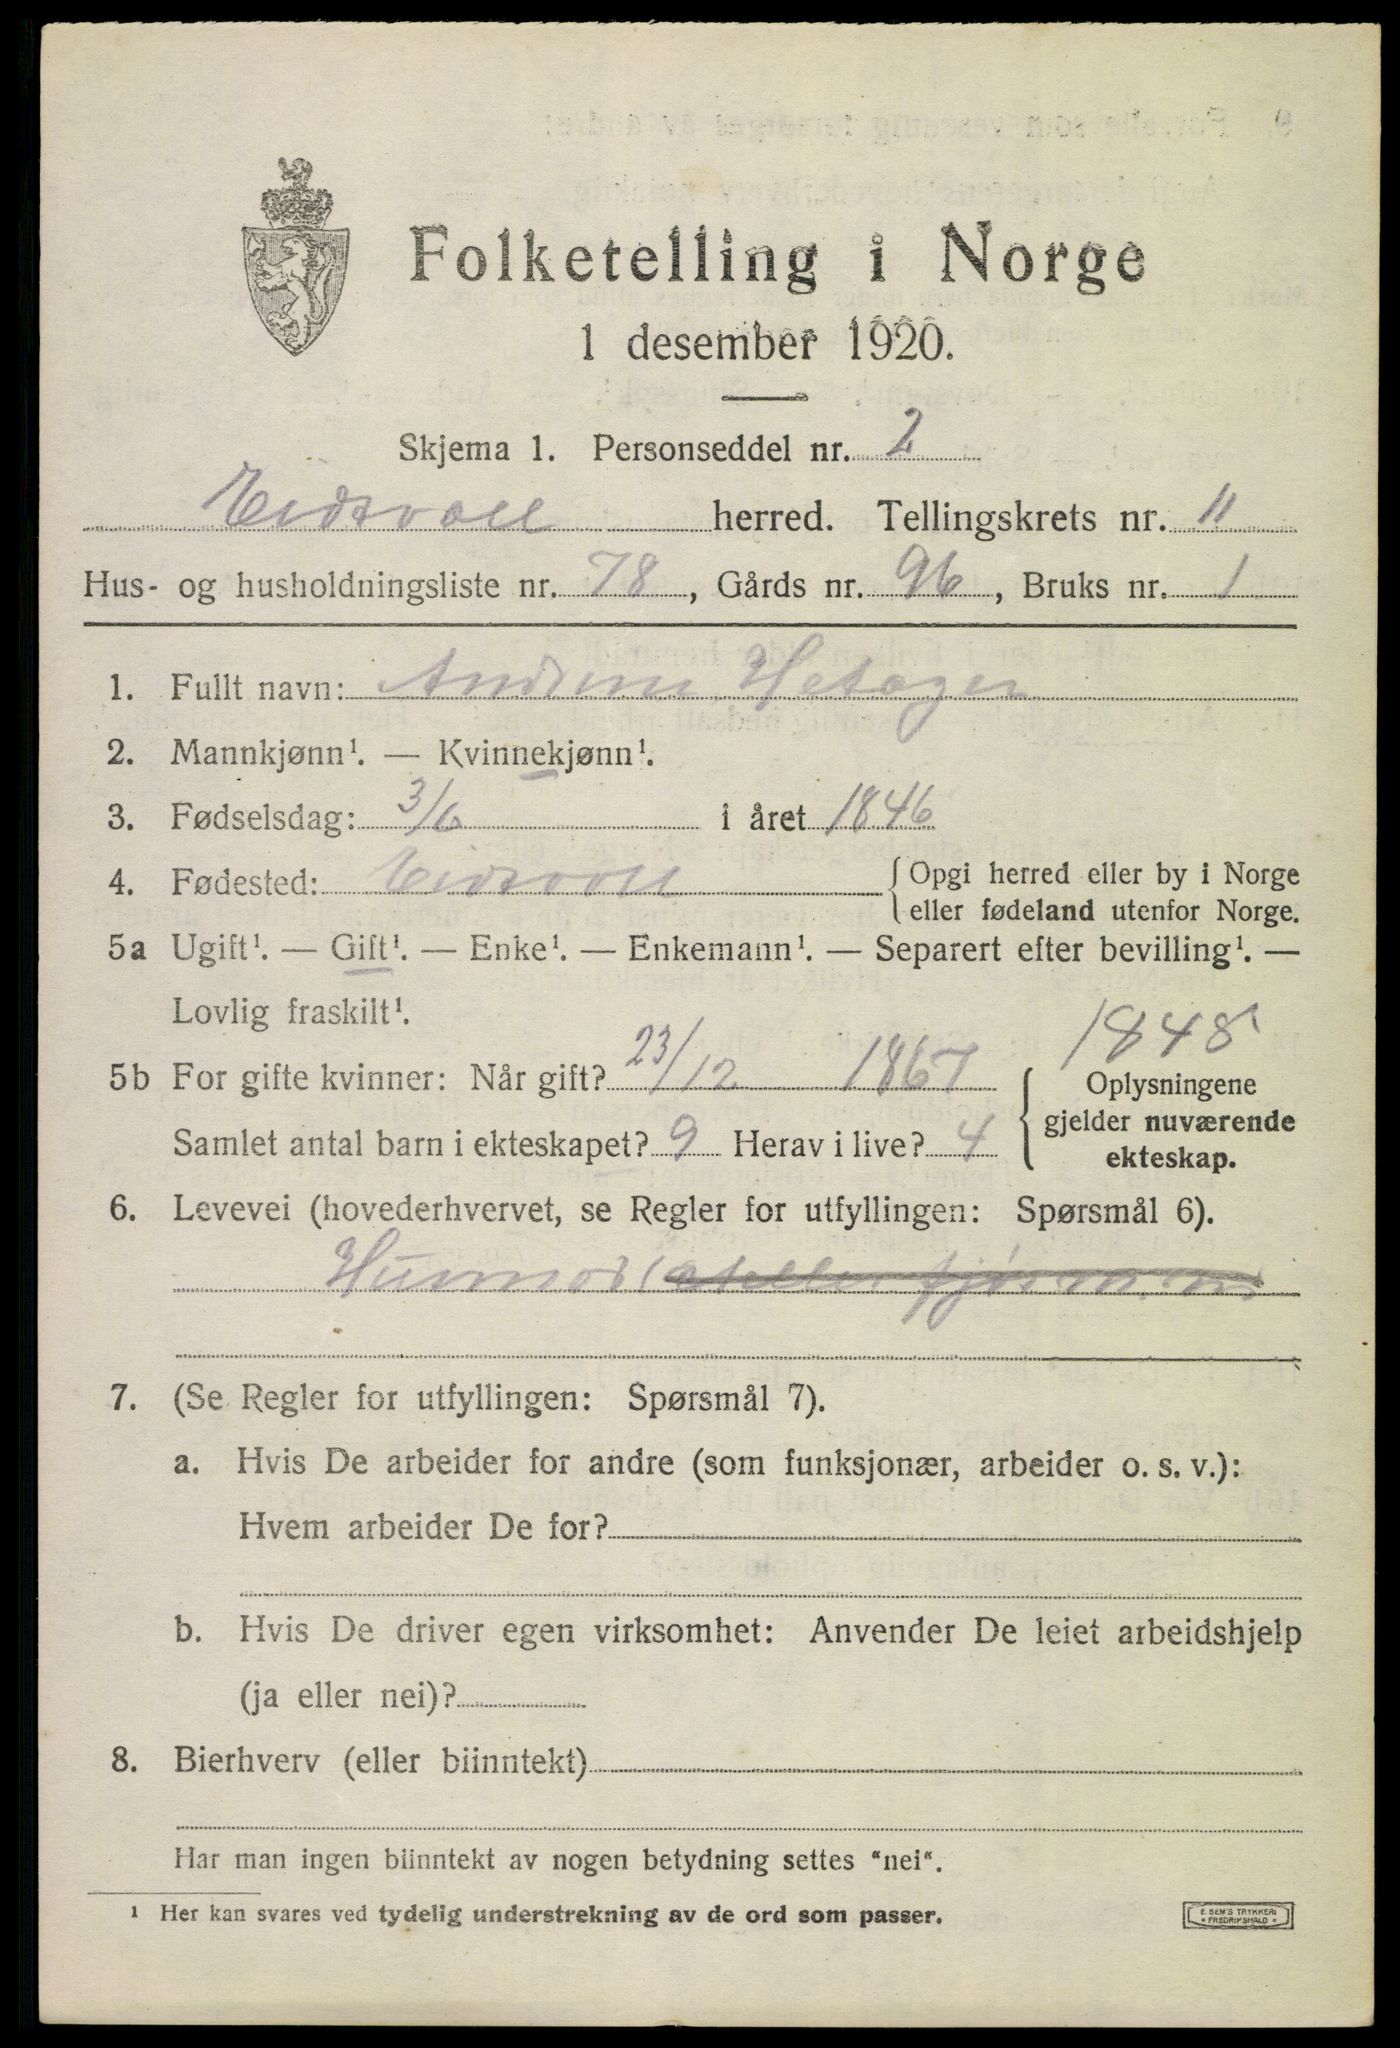 Folketelling i Norge
1 desember 1920.
Skjema 1. Personseddel nr. 2
Eidsvoll herred. Tellingskrets nr. 11
Hus- og husholdningsliste nr. 78, Gårds nr. 96, Bruks nr. 1
1. Fullt navn:
2. Mannkjønn¹. — Kvinnekjønn¹.
3. Fødselsdag: 3/6 i året 1846
4. Fødested: Eidsvoll { Opgi herred eller by i Norge
eller fødeland utenfor Norge.
5a Ugift¹. — Gift¹. — Enke¹. — Enkemann¹. — Separert efter bevilling¹. —
Lovlig fraskilt¹.
1848
5b For gifte kvinner: Når gift? 23/12 1867 { Oplysningene
gjelder nuværende
Samlet antal barn i ekteskapet? 9 Herav i live? 4
ekteskap.
6. Levevei (hovederhvervet, se Regler for utfyllingen: Spørsmål 6).
Husmor
7. (Se Regler for utfyllingen: Spørsmål 7).
a. Hvis De arbeider for andre (som funksjonær, arbeider o. s. v.):
Hvem arbeider De for?
b. Hvis De driver egen virksomhet: Anvender De leiet arbeidshjelp
(ja eller nei)?
8. Bierhverv (eller biinntekt)
Har man ingen biinntekt av nogen betydning settes "nei".
¹ Her kan svares ved tydelig understrekning av de ord som passer.
E. SEM'S TRYKKERI
* FREDRIKSHALD *